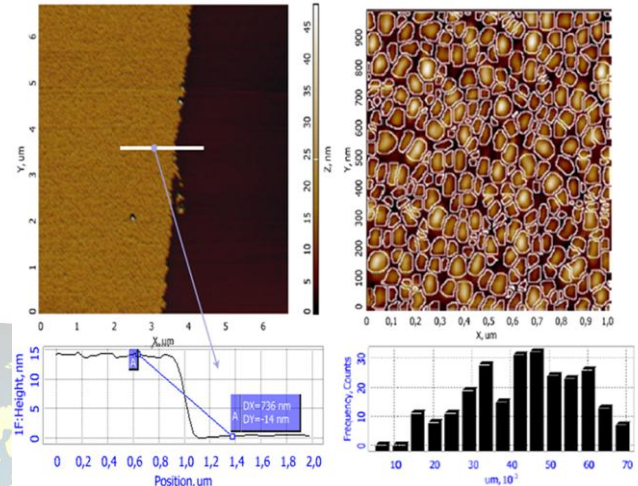 Y, um
0 1 2 3 4 5 6
0 1 2 3 4 5 6
X, um
Z, nm
0 5 10 15 20 25 30 35 45
Y, nm
0 100 200 300 400 500 600 700 800 900
0 0,1 0,2 0,3 0,4 0,5 0,6 0,7 0,8 0,9 1,0
X, um
1F:Height, nm
15
10
5
0
A
A
DX=736 nm
DY=-14 nm
0 0,2 0,4 0,6 0,8 1,0 1,2 1,4 1,6 1,8 2,0
Position, um
Frequency, Counts
0 10 20 30
10 20 30 40 50 60 70
um, 10⁻³